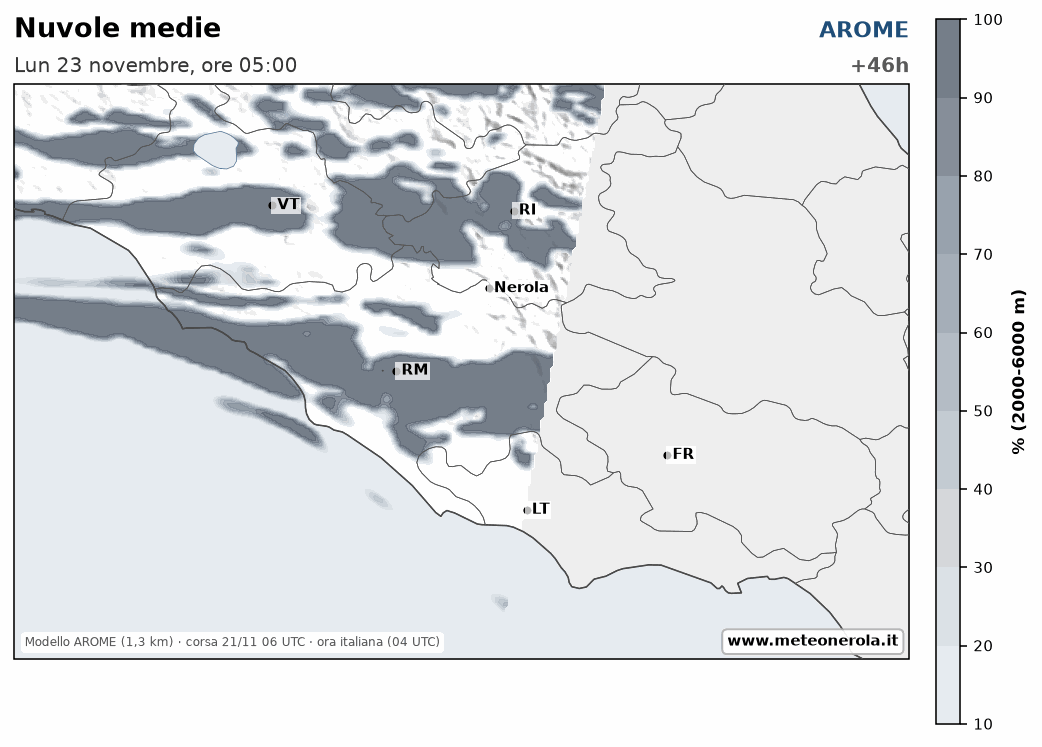 Nuvole medie
AROME
Lun 23 novembre, ore 05:00
+46h
100
90
80
70
60
50
40
30
20
10
% (2000-6000 m)
VT
RI
Nerola
RM
FR
LT
Modello AROME (1,3 km) · corsa 21/11 06 UTC · ora italiana (04 UTC)
www.meteonerola.it